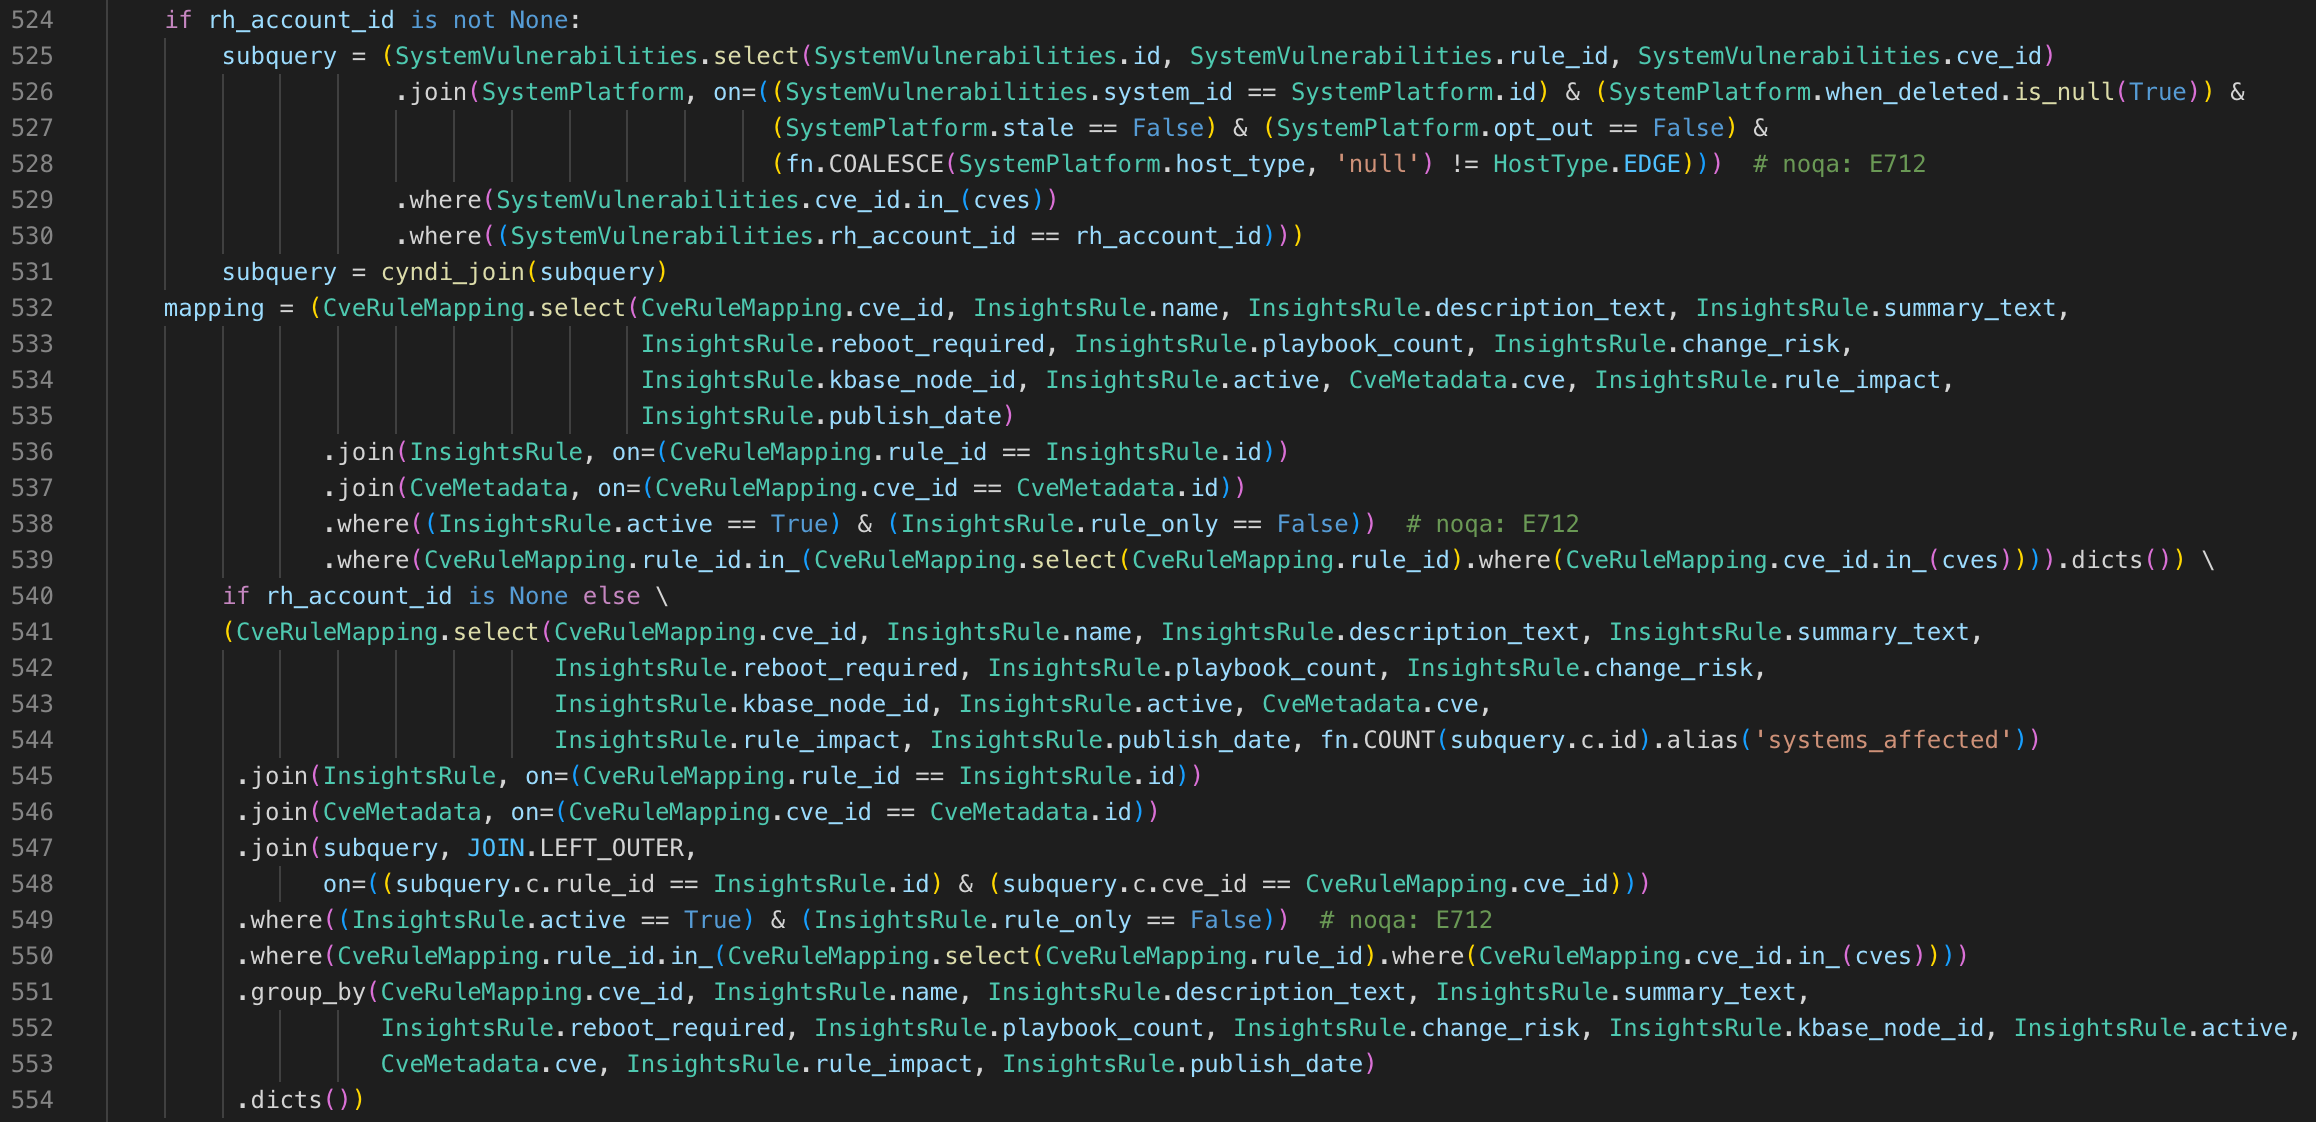 524 if rh_account_id is not None:
525 subquery = (SystemVulnerabilities.select(SystemVulnerabilities.id, SystemVulnerabilities.rule_id, SystemVulnerabilities.cve_id)
526 .join(SystemPlatform, on=((SystemVulnerabilities.system_id == SystemPlatform.id) & (SystemPlatform.when_deleted.is_null(True)) &
527 (SystemPlatform.stale == False) & (SystemPlatform.opt_out == False) &
528 (fn.COALESCE(SystemPlatform.host_type, 'null') != HostType.EDGE)))  # noqa: E712
529 .where(SystemVulnerabilities.cve_id.in_(cves))
530 .where((SystemVulnerabilities.rh_account_id == rh_account_id)))
531 subquery = cyndi_join(subquery)
532 mapping = (CveRuleMapping.select(CveRuleMapping.cve_id, InsightsRule.name, InsightsRule.description_text, InsightsRule.summary_text,
533 InsightsRule.reboot_required, InsightsRule.playbook_count, InsightsRule.change_risk,
534 InsightsRule.kbase_node_id, InsightsRule.active, CveMetadata.cve, InsightsRule.rule_impact,
535 InsightsRule.publish_date)
536 .join(InsightsRule, on=(CveRuleMapping.rule_id == InsightsRule.id))
537 .join(CveMetadata, on=(CveRuleMapping.cve_id == CveMetadata.id))
538 .where((InsightsRule.active == True) & (InsightsRule.rule_only == False))  # noqa: E712
539 .where(CveRuleMapping.rule_id.in_(CveRuleMapping.select(CveRuleMapping.rule_id).where(CveRuleMapping.cve_id.in_(cves)))).dicts()) \
540 if rh_account_id is None else \
541 (CveRuleMapping.select(CveRuleMapping.cve_id, InsightsRule.name, InsightsRule.description_text, InsightsRule.summary_text,
542 InsightsRule.reboot_required, InsightsRule.playbook_count, InsightsRule.change_risk,
543 InsightsRule.kbase_node_id, InsightsRule.active, CveMetadata.cve,
544 InsightsRule.rule_impact, InsightsRule.publish_date, fn.COUNT(subquery.c.id).alias('systems_affected'))
545 .join(InsightsRule, on=(CveRuleMapping.rule_id == InsightsRule.id))
546 .join(CveMetadata, on=(CveRuleMapping.cve_id == CveMetadata.id))
547 .join(subquery, JOIN.LEFT_OUTER,
548 on=((subquery.c.rule_id == InsightsRule.id) & (subquery.c.cve_id == CveRuleMapping.cve_id)))
549 .where((InsightsRule.active == True) & (InsightsRule.rule_only == False))  # noqa: E712
550 .where(CveRuleMapping.rule_id.in_(CveRuleMapping.select(CveRuleMapping.rule_id).where(CveRuleMapping.cve_id.in_(cves))))
551 .group_by(CveRuleMapping.cve_id, InsightsRule.name, InsightsRule.description_text, InsightsRule.summary_text,
552 InsightsRule.reboot_required, InsightsRule.playbook_count, InsightsRule.change_risk, InsightsRule.kbase_node_id, InsightsRule.active,
553 CveMetadata.cve, InsightsRule.rule_impact, InsightsRule.publish_date)
554 .dicts())